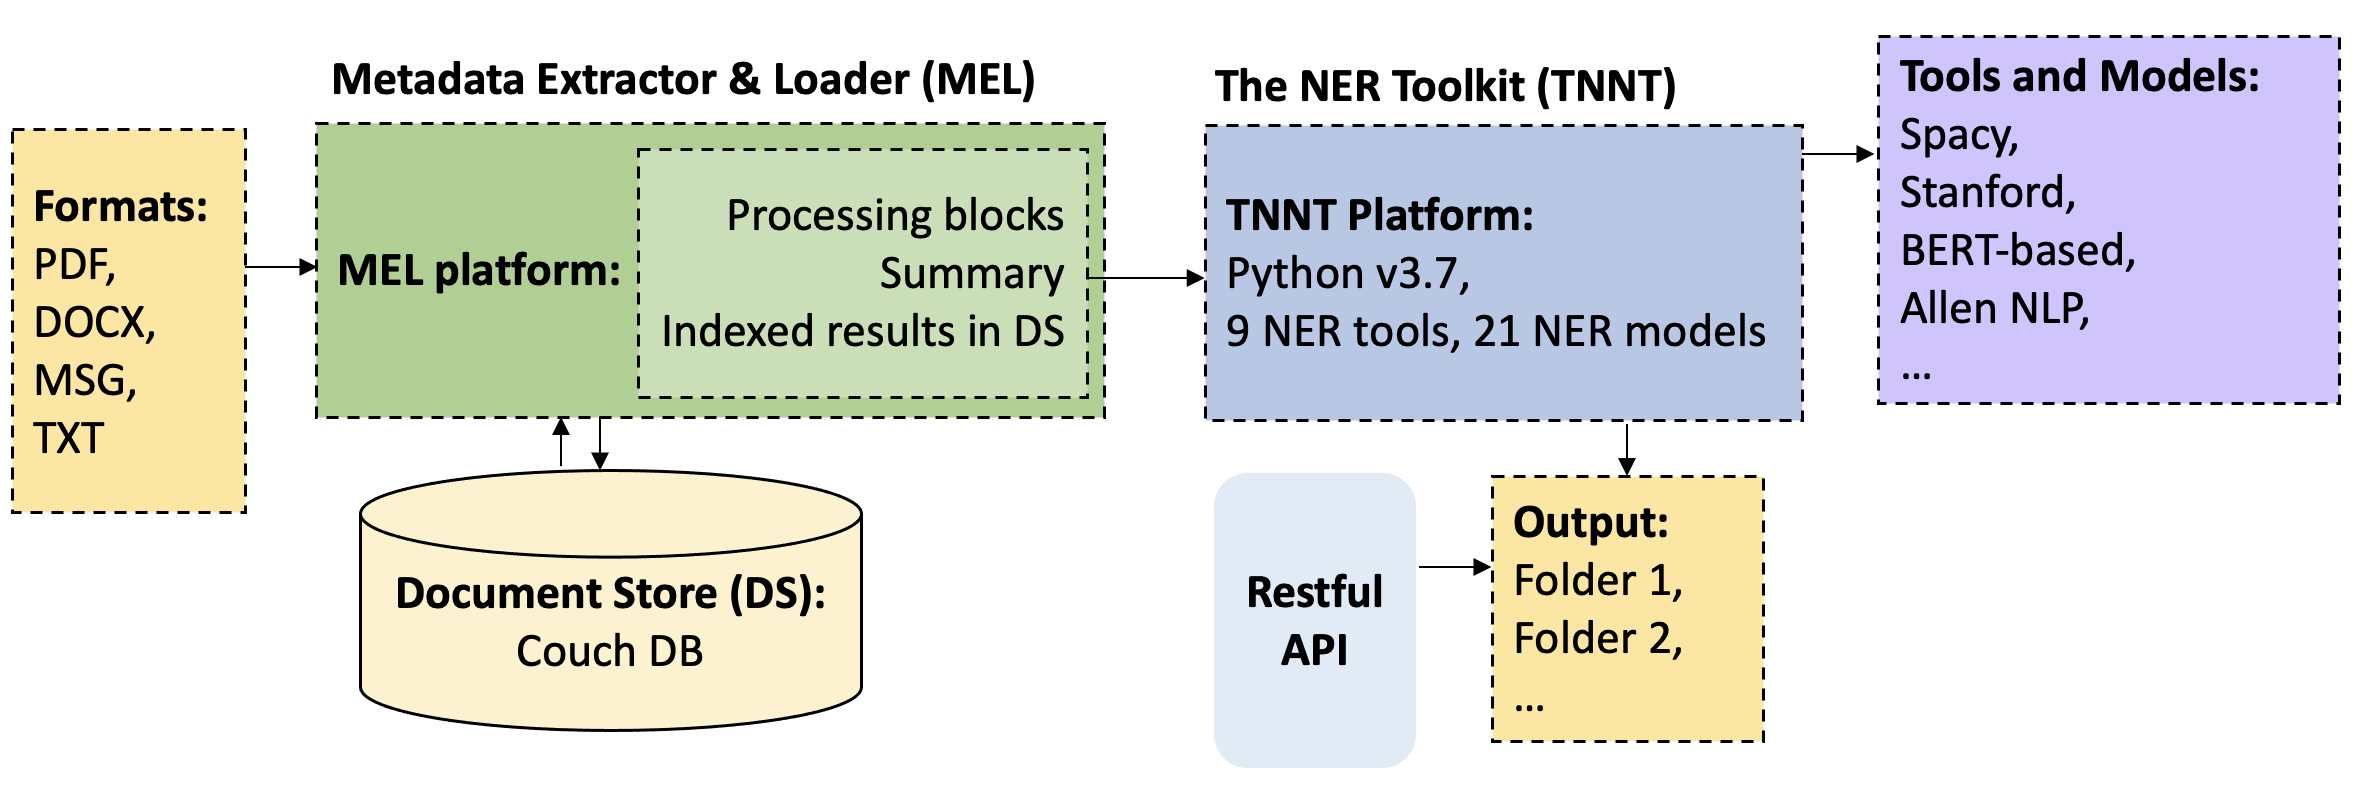 Metadata Extractor & Loader (MEL)
The NER Toolkit (TNNT)
Formats:
PDF,
DOCX,
MSG,
TXT
MEL platform:
Processing blocks
Summary
Indexed results in DS
Document Store (DS):
Couch DB
TNNT Platform:
Python v3.7,
9 NER tools, 21 NER models
Tools and Models:
Spacy,
Stanford,
BERT-based,
Allen NLP,
...
Restful
API
Output:
Folder 1,
Folder 2,
...